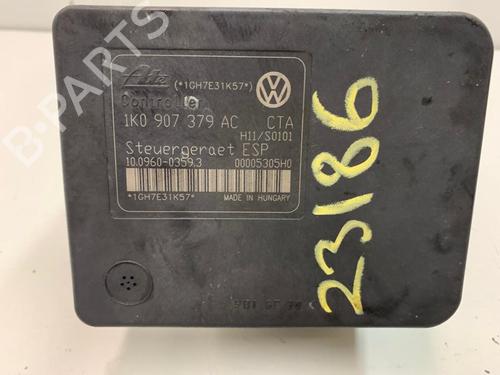 Ate (*1GH7E31K57*)
Controller
1K0 907 379 AC CTA
H11/S0101
Steuergeraet ESP
10.0960-0359.3 00005305H0
*1GH7E31K57* MADE IN HUNGARY
23186
B-PARTS